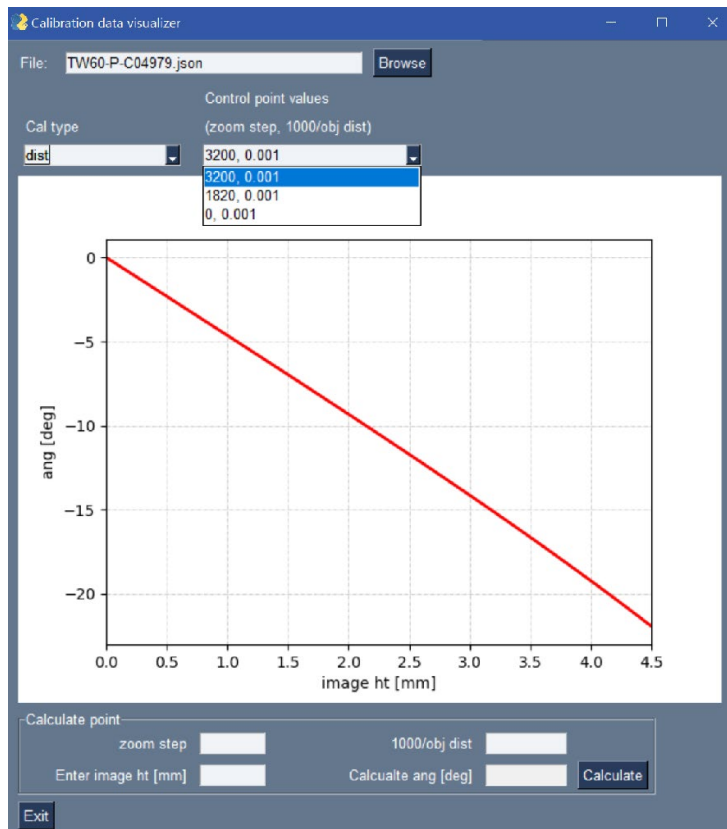 Calibration data visualizer
File: TW60-P-C04979.json Browse
Control point values
Cal type (zoom step, 1000/obj dist)
dist 3200, 0.001
3200, 0.001
1820, 0.001
0, 0.001
0
−5
−10
−15
−20
ang [deg]
0.0 0.5 1.0 1.5 2.0 2.5 3.0 3.5 4.0 4.5
image ht [mm]
Calculate point
zoom step 1000/obj dist
Enter image ht [mm] Calcualte ang [deg] Calculate
Exit